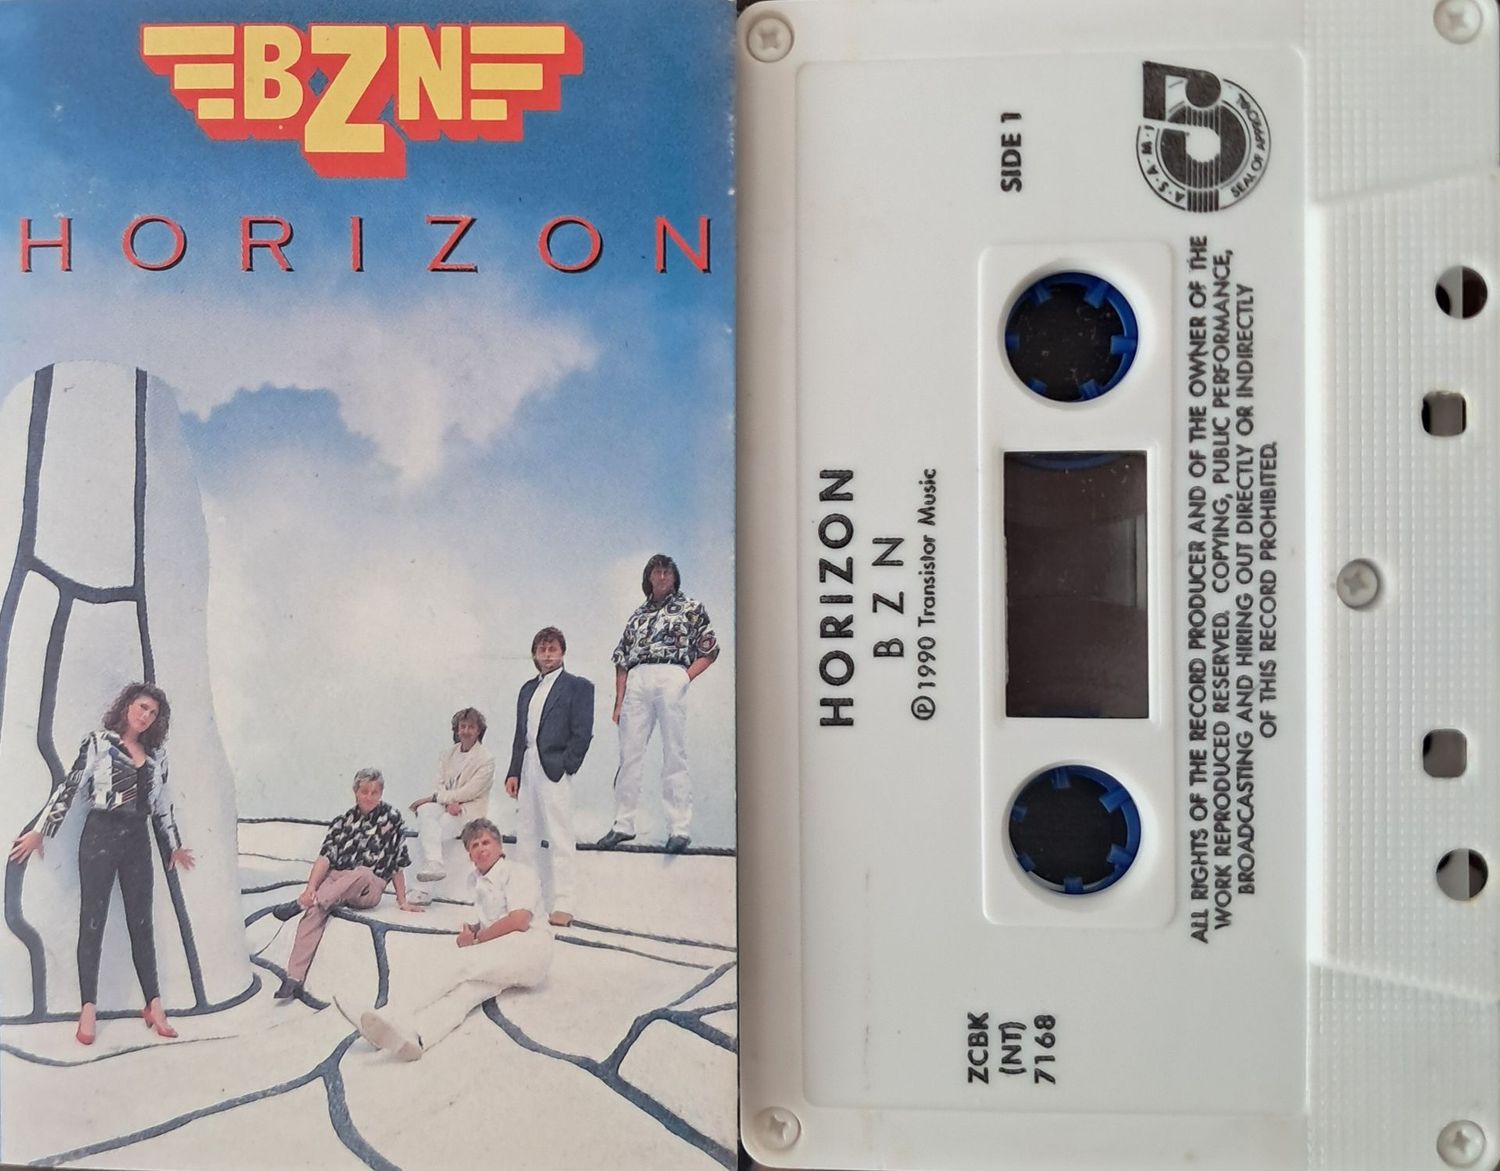 BZN
HORIZON
HORIZON
BZN
℗ 1990 Transistor Music
SIDE 1
A·S·A·W·I·
SEAL OF APPROVAL
ALL RIGHTS OF THE RECORD PRODUCER AND OF THE OWNER OF THE
WORK REPRODUCED RESERVED. COPYING, PUBLIC PERFORMANCE,
BROADCASTING AND HIRING OUT DIRECTLY OR INDIRECTLY
OF THIS RECORD PROHIBITED.
ZCBK
(NT)
7168